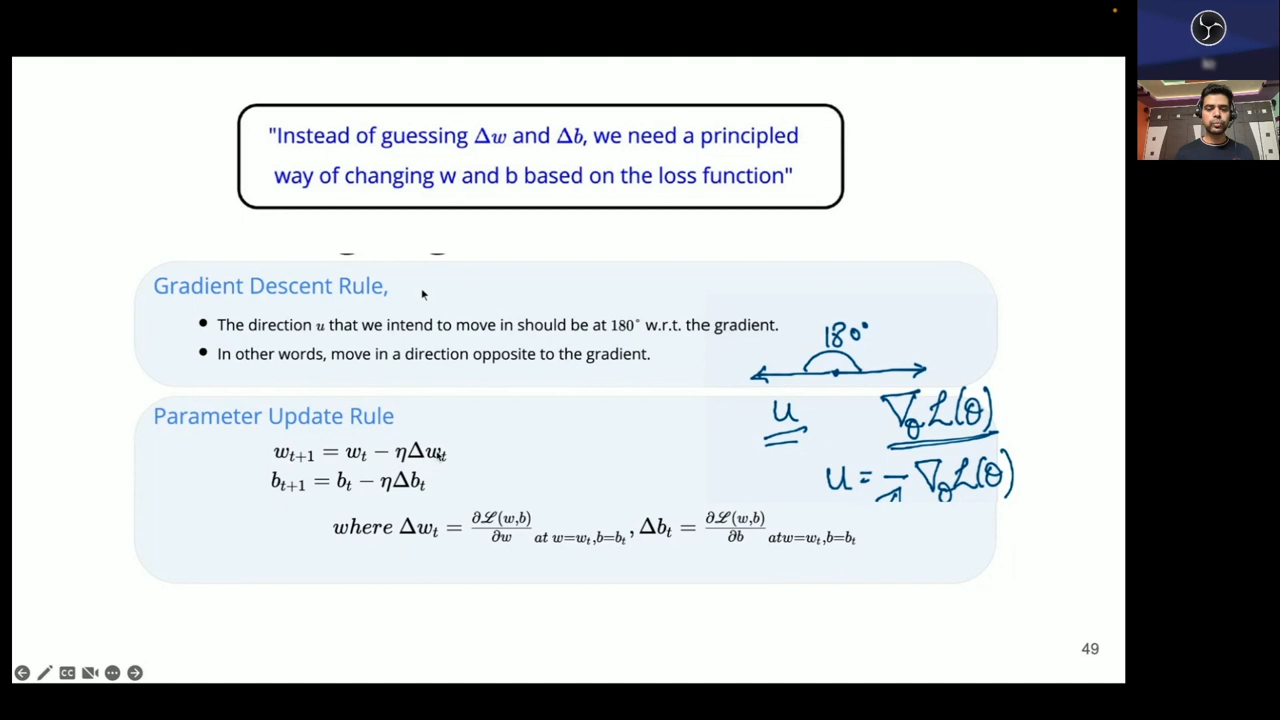 "Instead of guessing Δw and Δb, we need a principled
way of changing w and b based on the loss function"
Gradient Descent Rule,
● The direction u that we intend to move in should be at 180° w.r.t. the gradient.
● In other words, move in a direction opposite to the gradient.
180°
u
∇θ ℒ(θ)
u = - ∇θ ℒ(θ)
Parameter Update Rule
w_{t+1} = w_t − ηΔw_t
b_{t+1} = b_t − ηΔb_t
where Δw_t = ∂ℒ(w,b)/∂w at w=w_t,b=b_t, Δb_t = ∂ℒ(w,b)/∂b atw=w_t,b=b_t
49
CC